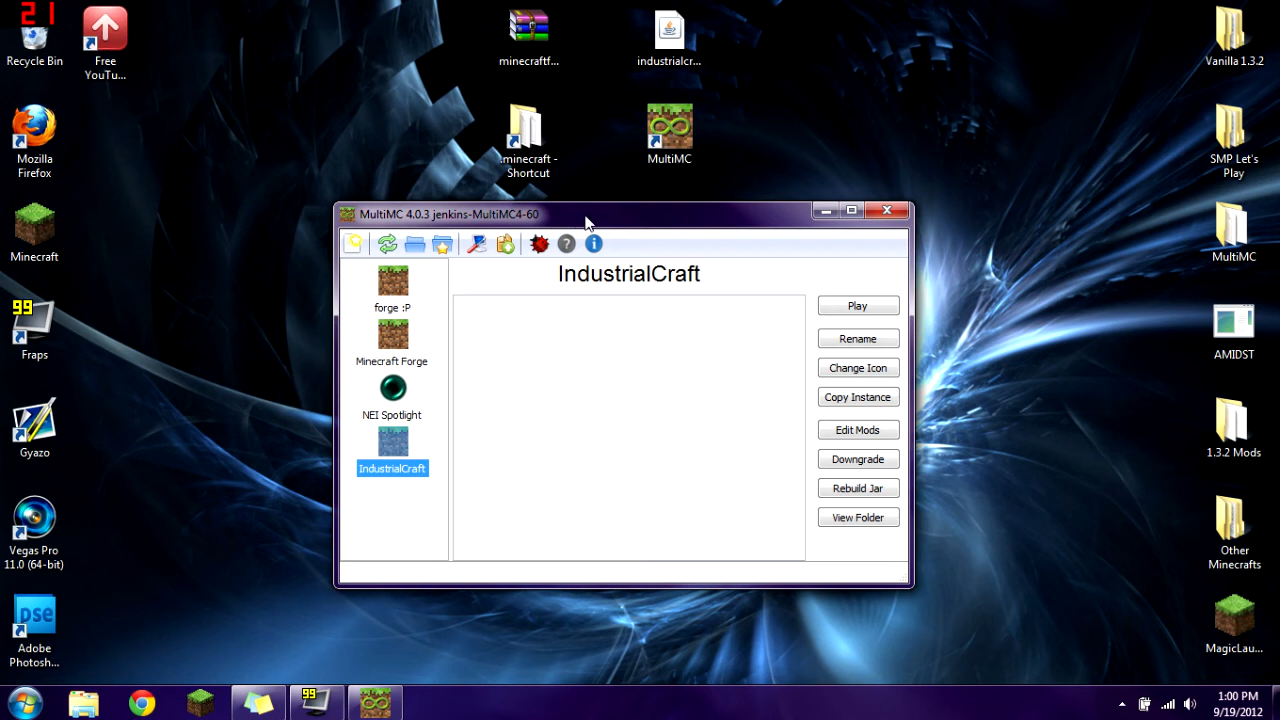 21
Recycle Bin
Free
YouTu...
minecraftf...
industrialcr...
Vanilla 1.3.2
Mozilla
Firefox
.minecraft -
Shortcut
MultiMC
SMP Let's
Play
Minecraft
MultiMC
99
Fraps
AMIDST
Gyazo
1.3.2 Mods
Vegas Pro
11.0 (64-bit)
Other
Minecrafts
pse
Adobe
Photosh...
MagicLau...
MultiMC 4.0.3 jenkins-MultiMC4-60
IndustrialCraft
forge :P
Minecraft Forge
NEI Spotlight
IndustrialCraft
Play
Rename
Change Icon
Copy Instance
Edit Mods
Downgrade
Rebuild Jar
View Folder
99
1:00 PM
9/19/2012